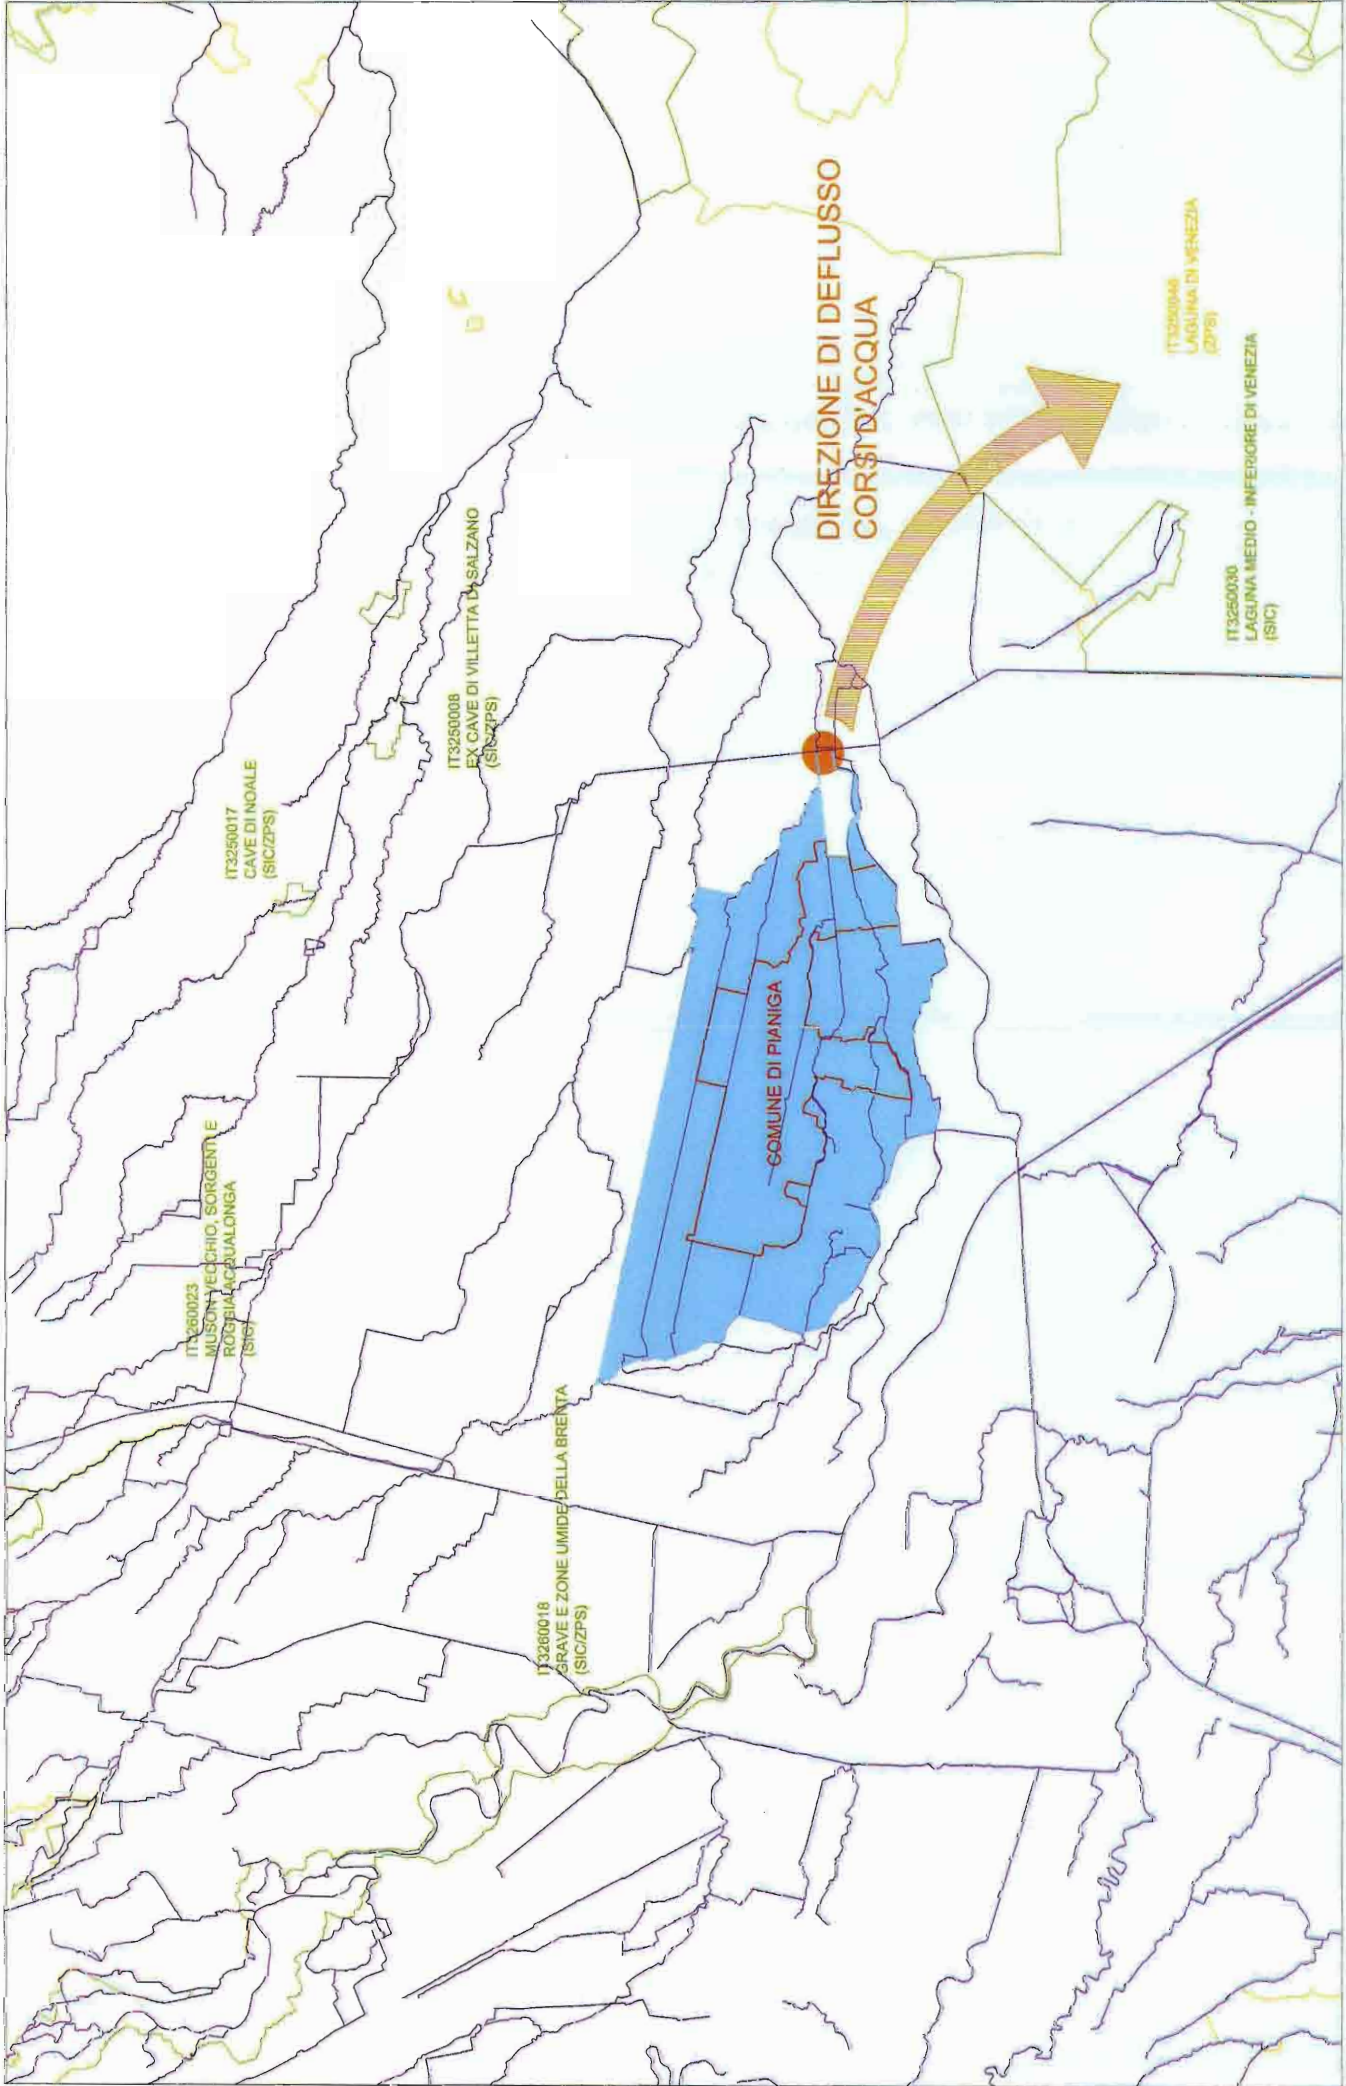 IT3260023
MUSON VECCHIO, SORGENTI E
ROGGIA ACQUALONGA
(SIC)
IT3250017
CAVE DI NOALE
(SIC/ZPS)
IT3250008
EX CAVE DI VILLETTA DI SALZANO
(SIC/ZPS)
IT3260018
GRAVE E ZONE UMIDE DELLA BRENTA
(SIC/ZPS)
COMUNE DI PIANIGA
DIREZIONE DI DEFLUSSO
CORSI D'ACQUA
IT3250046
LAGUNA DI VENEZIA
(ZPS)
IT3250030
LAGUNA MEDIO - INFERIORE DI VENEZIA
(SIC)